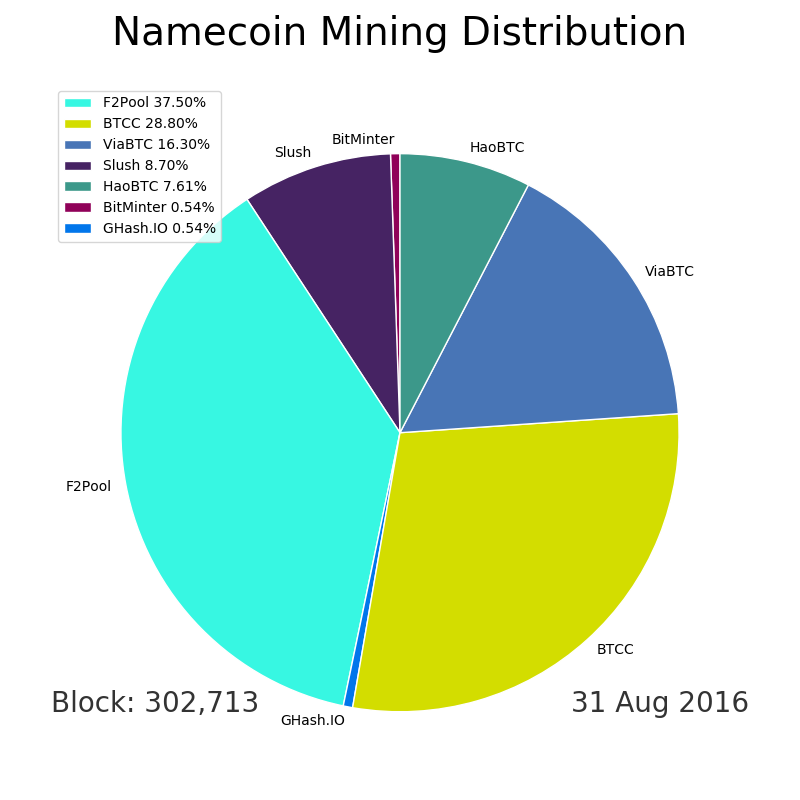 Namecoin Mining Distribution
F2Pool 37.50%
BTCC 28.80%
ViaBTC 16.30%
Slush 8.70%
HaoBTC 7.61%
BitMinter 0.54%
GHash.IO 0.54%
BitMinter
HaoBTC
Slush
ViaBTC
F2Pool
BTCC
Block: 302,713
31 Aug 2016
GHash.IO